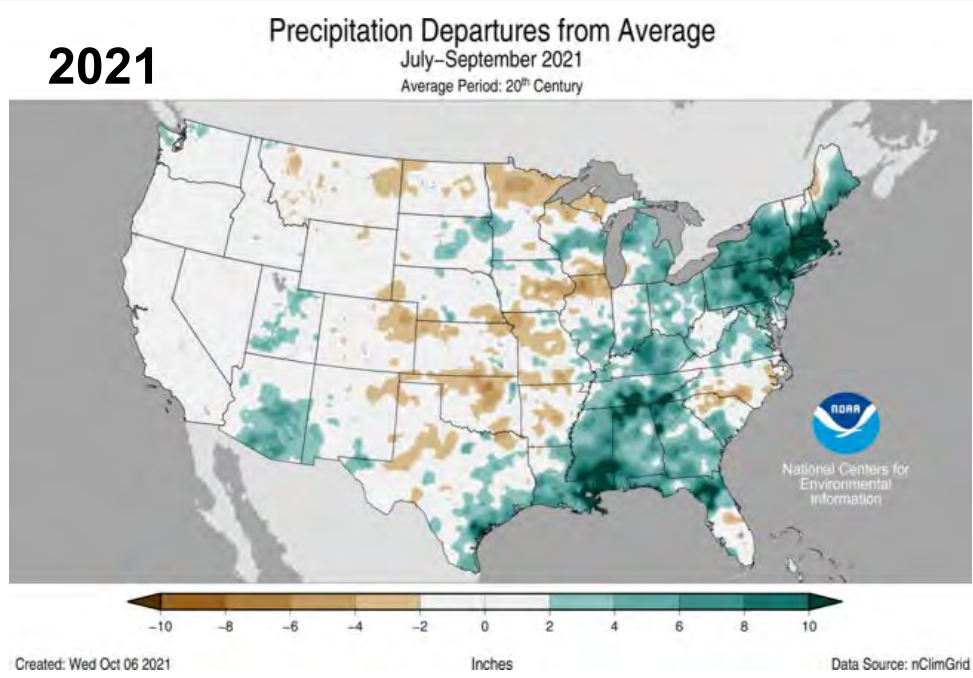 2021
Precipitation Departures from Average
July–September 2021
Average Period: 20th Century
NOAA
National Centers for
Environmental
Information
−10 −8 −6 −4 −2 0 2 4 6 8 10
Created: Wed Oct 06 2021
Inches
Data Source: nClimGrid